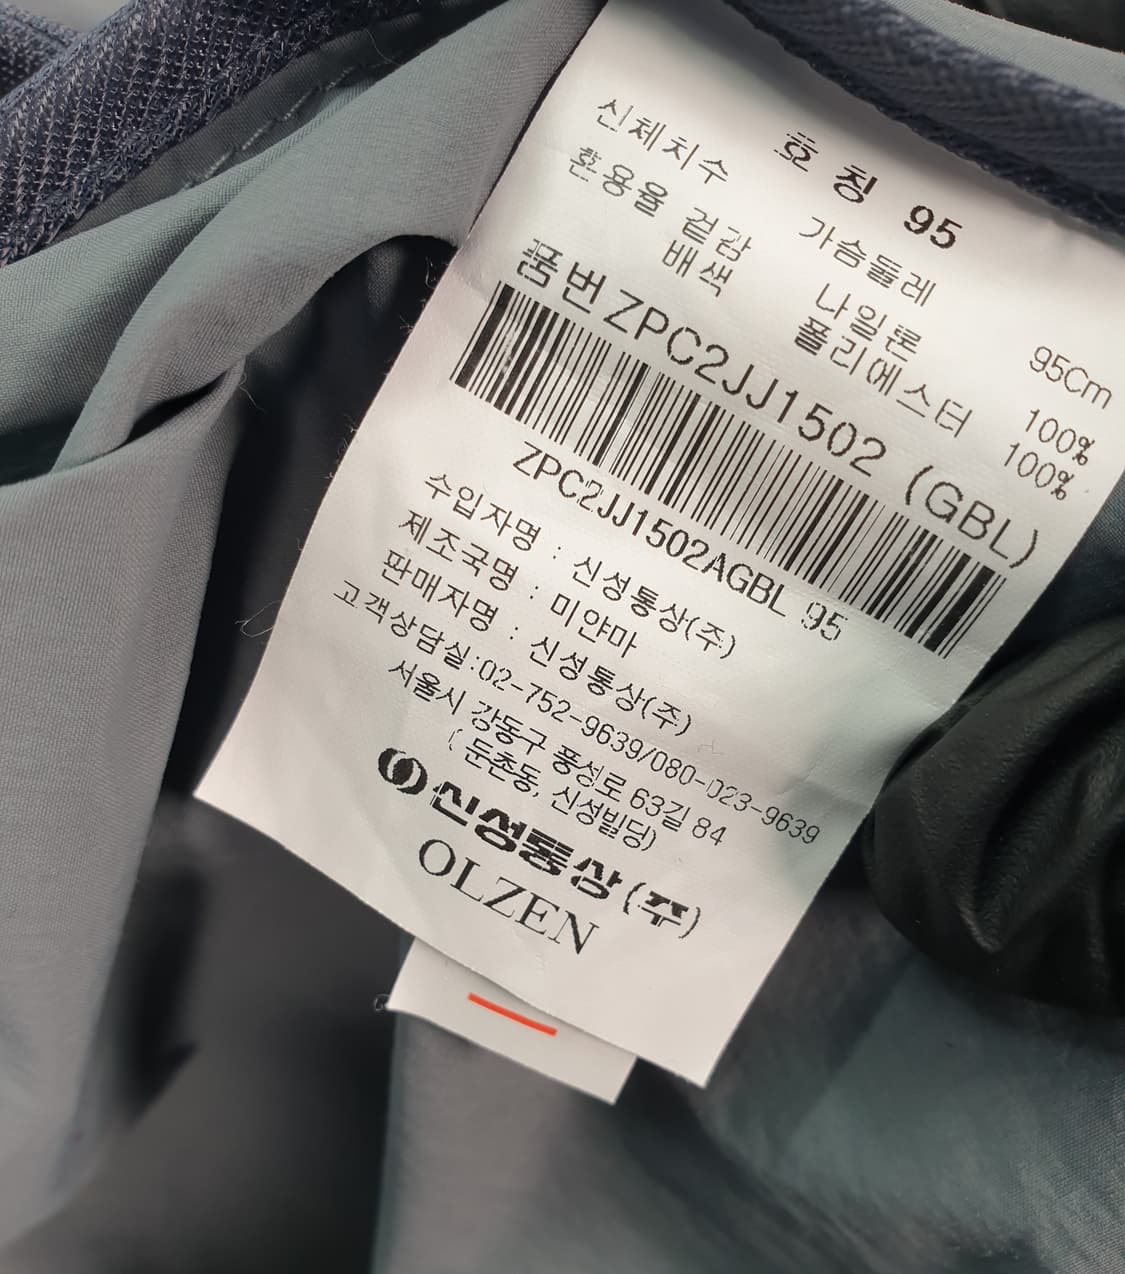 호 칭 95
신체치수 가슴둘레 95Cm
혼용율 겉감 나일론 100%
배색 폴리에스터 100%
품번 ZPC2JJ1502 (GBL)
ZPC2JJ1502AGBL 95
수입자명 : 신성통상(주)
제조국명 : 미얀마
판매자명 : 신성통상(주)
고객상담실:02-752-9639/080-023-9639
서울시 강동구 풍성로 63길 84
( 둔촌동, 신성빌딩)
신성통상(주)
OLZEN